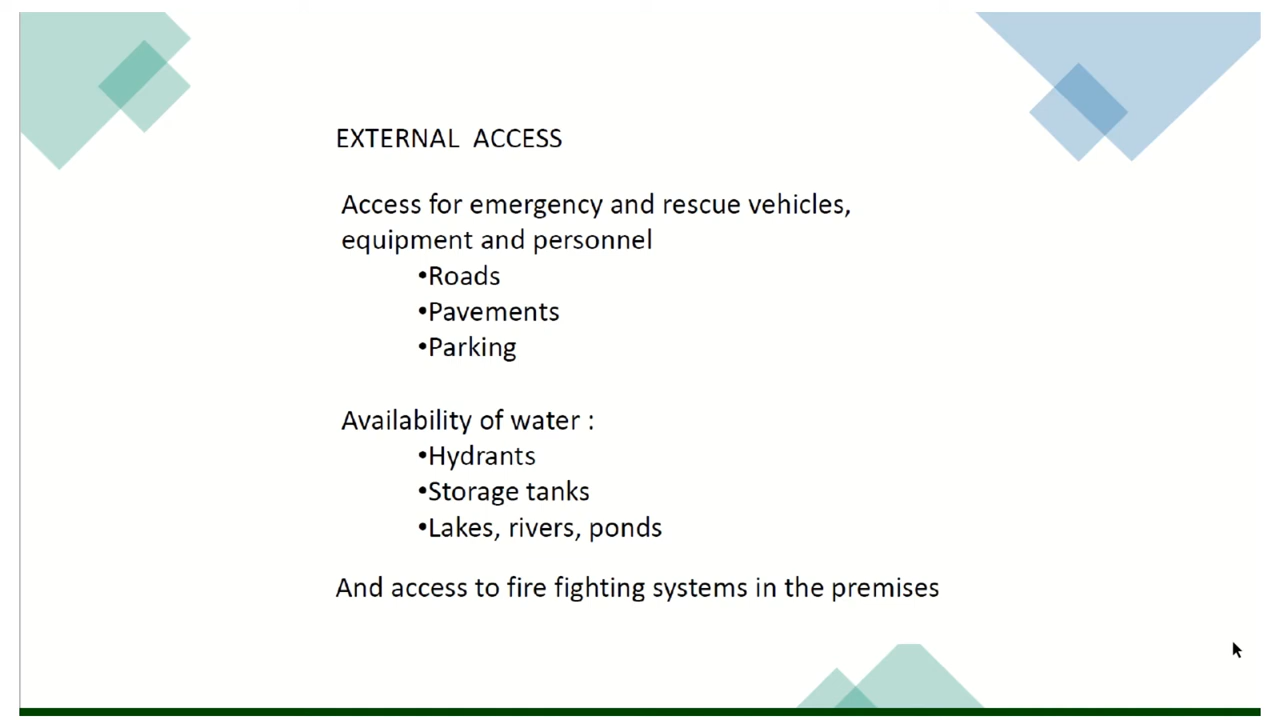 EXTERNAL ACCESS
Access for emergency and rescue vehicles,
equipment and personnel
•Roads
•Pavements
•Parking
Availability of water :
•Hydrants
•Storage tanks
•Lakes, rivers, ponds
And access to fire fighting systems in the premises